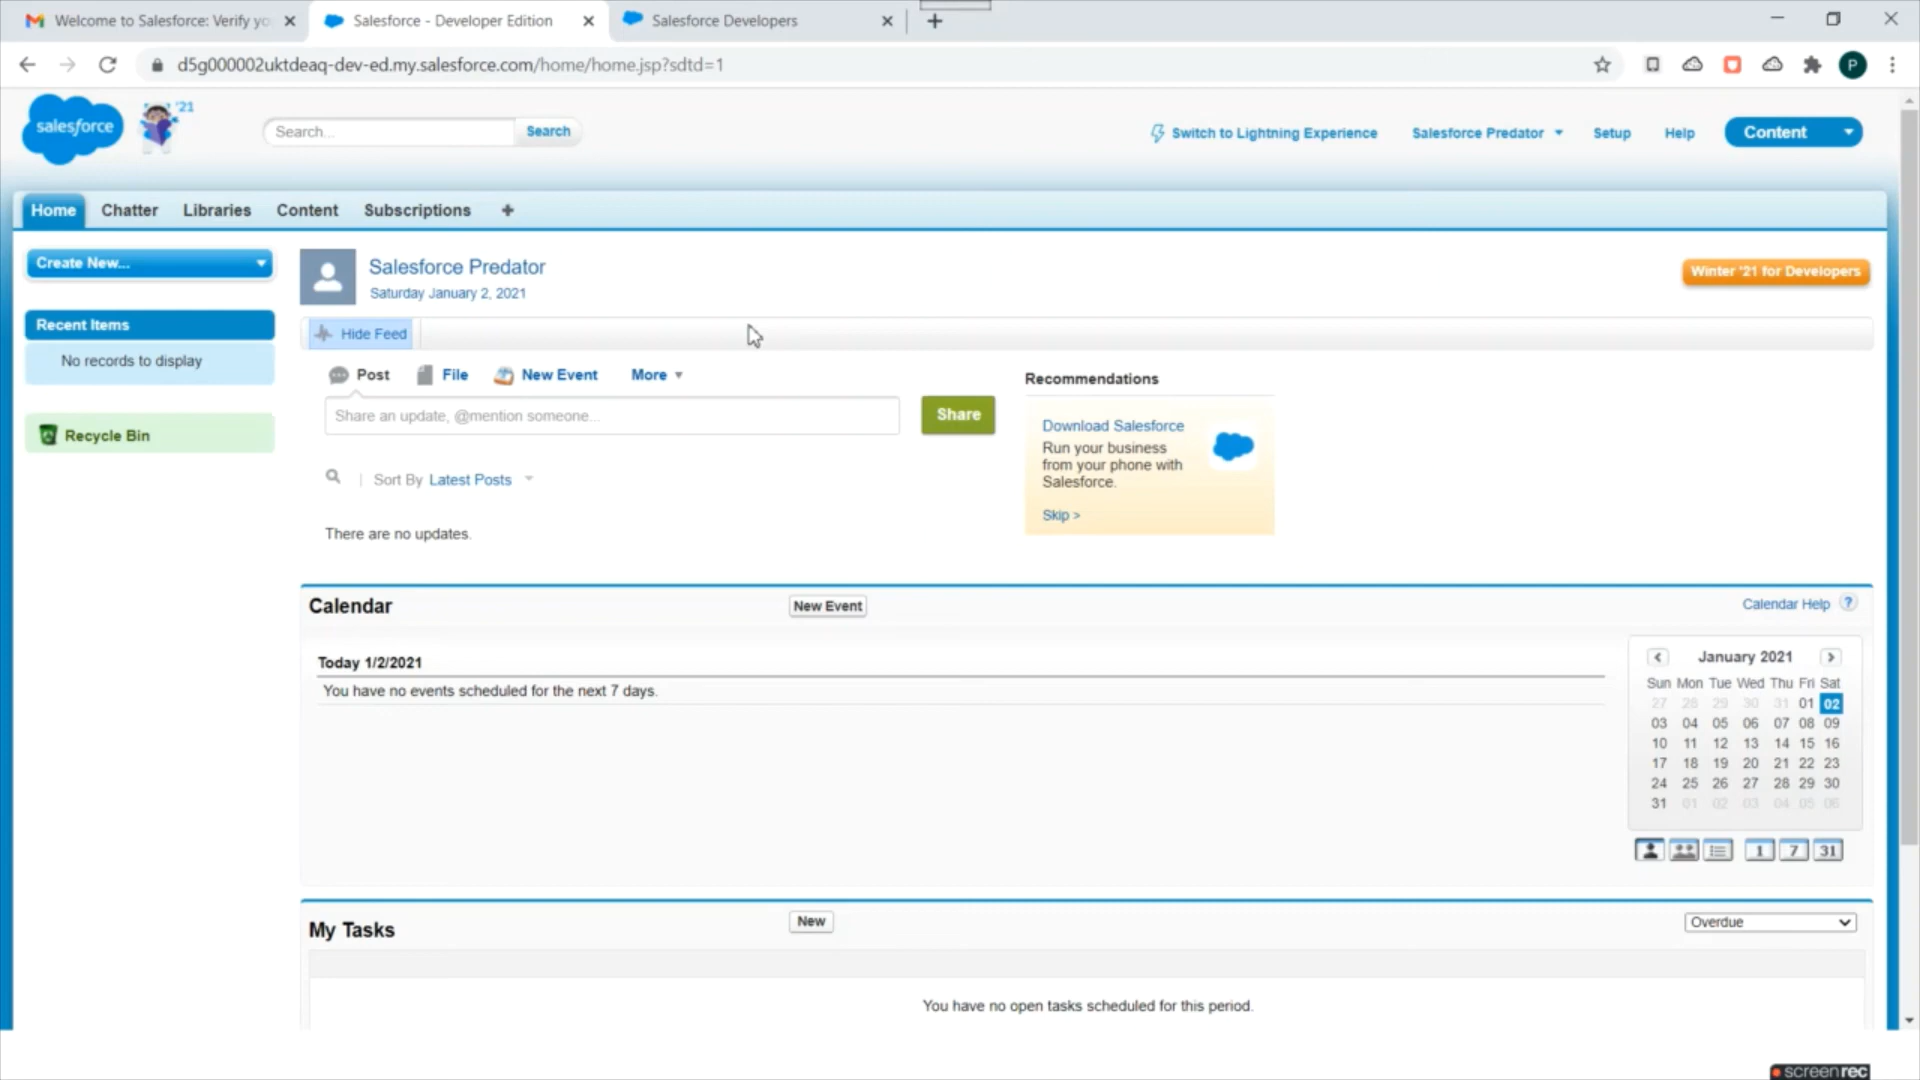 Welcome to Salesforce: Verify yo
Salesforce - Developer Edition
Salesforce Developers
d5g000002uktdeaq-dev-ed.my.salesforce.com/home/home.jsp?sdtd=1
P
salesforce
'21
Search...
Search
Switch to Lightning Experience
Salesforce Predator
Setup
Help
Content
Home
Chatter
Libraries
Content
Subscriptions
Create New...
Salesforce Predator
Saturday January 2, 2021
Winter '21 for Developers
Recent Items
No records to display
Recycle Bin
Hide Feed
Post
File
New Event
More
Share an update, @mention someone...
Share
Sort By Latest Posts
There are no updates.
Recommendations
Download Salesforce
Run your business
from your phone with
Salesforce.
Skip >
Calendar
New Event
Calendar Help ?
Today 1/2/2021
You have no events scheduled for the next 7 days.
January 2021
Sun Mon Tue Wed Thu Fri Sat
27 28 29 30 31 01 02
03 04 05 06 07 08 09
10 11 12 13 14 15 16
17 18 19 20 21 22 23
24 25 26 27 28 29 30
31 01 02 03 04 05 06
1 7 31
My Tasks
New
Overdue
You have no open tasks scheduled for this period.
screenrec